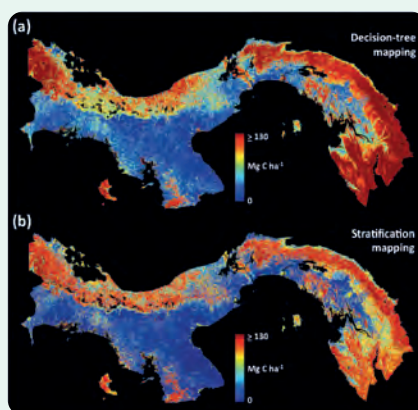 (a)
Decision-tree
mapping
≥ 130
Mg C ha⁻¹
0
(b)
Stratification
mapping
≥ 130
Mg C ha⁻¹
0